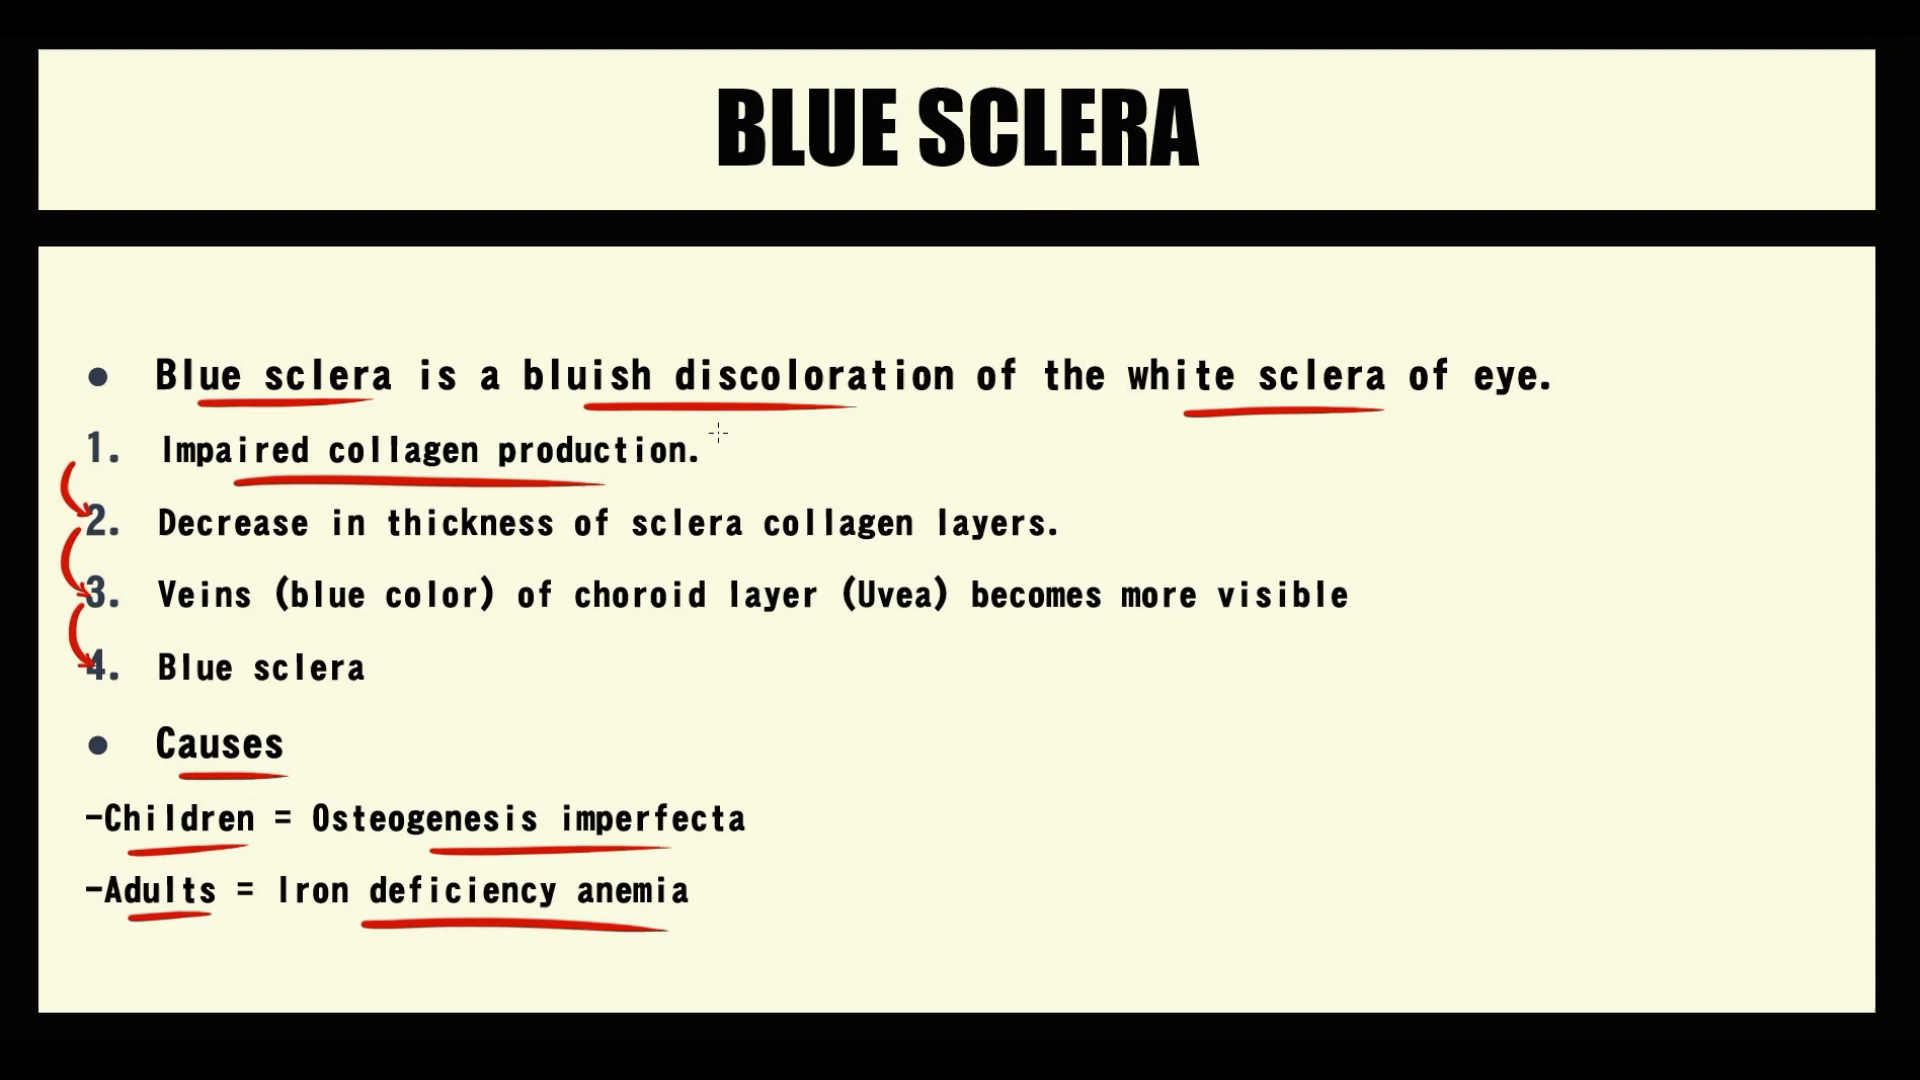 BLUE SCLERA
● Blue sclera is a bluish discoloration of the white sclera of eye.
1. Impaired collagen production.
2. Decrease in thickness of sclera collagen layers.
3. Veins (blue color) of choroid layer (Uvea) becomes more visible
4. Blue sclera
● Causes
-Children = Osteogenesis imperfecta
-Adults = Iron deficiency anemia